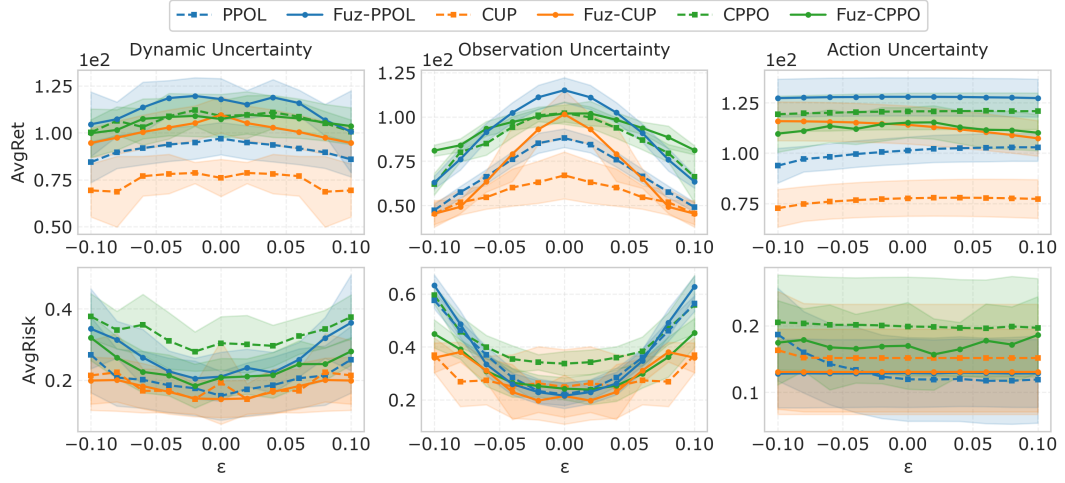 PPOL Fuz-PPOL CUP Fuz-CUP CPPO Fuz-CPPO
Dynamic Uncertainty Observation Uncertainty Action Uncertainty
1e2 1e2 1e2
AvgRet
1.25
1.00
0.75
0.50
−0.10 −0.05 0.00 0.05 0.10
1.25
1.00
0.75
0.50
−0.10 −0.05 0.00 0.05 0.10
1.25
1.00
0.75
−0.10 −0.05 0.00 0.05 0.10
AvgRisk
0.4
0.2
−0.10 −0.05 0.00 0.05 0.10
ε
0.6
0.4
0.2
−0.10 −0.05 0.00 0.05 0.10
ε
0.2
0.1
−0.10 −0.05 0.00 0.05 0.10
ε